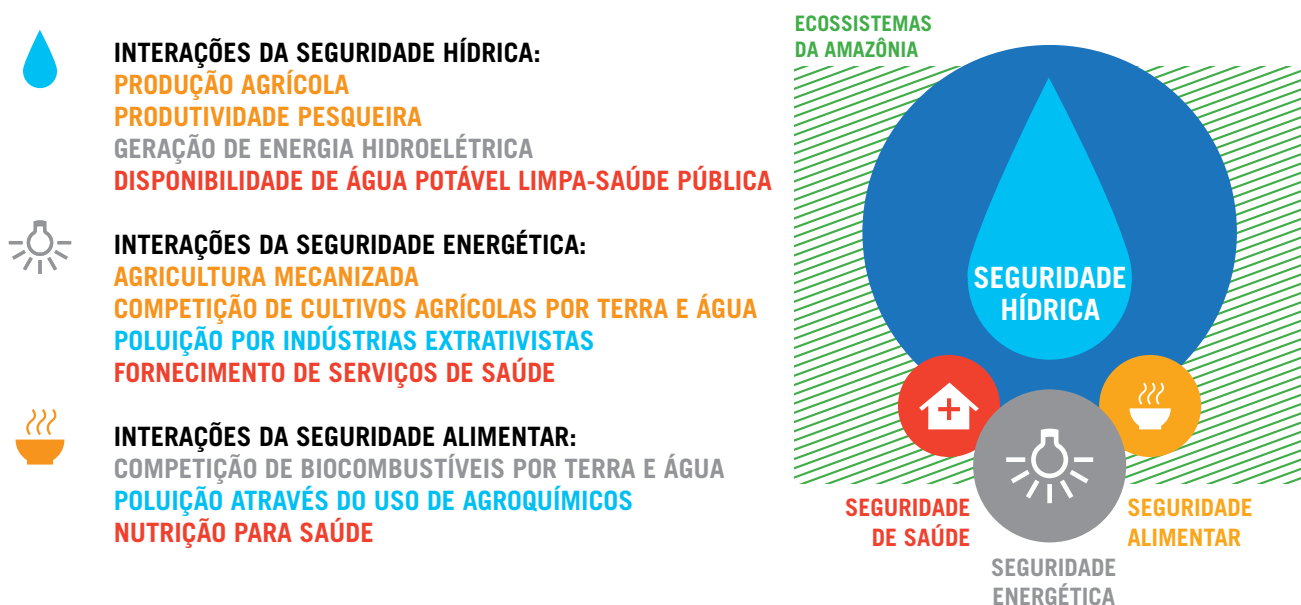 INTERAÇÕES DA SEGURIDADE HÍDRICA:
PRODUÇÃO AGRÍCOLA
PRODUTIVIDADE PESQUEIRA
GERAÇÃO DE ENERGIA HIDROELÉTRICA
DISPONIBILIDADE DE ÁGUA POTÁVEL LIMPA-SAÚDE PÚBLICA
INTERAÇÕES DA SEGURIDADE ENERGÉTICA:
AGRICULTURA MECANIZADA
COMPETIÇÃO DE CULTIVOS AGRÍCOLAS POR TERRA E ÁGUA
POLUIÇÃO POR INDÚSTRIAS EXTRATIVISTAS
FORNECIMENTO DE SERVIÇOS DE SAÚDE
INTERAÇÕES DA SEGURIDADE ALIMENTAR:
COMPETIÇÃO DE BIOCOMBUSTÍVEIS POR TERRA E ÁGUA
POLUIÇÃO ATRAVÉS DO USO DE AGROQUÍMICOS
NUTRIÇÃO PARA SAÚDE
ECOSSISTEMAS
DA AMAZÔNIA
SEGURIDADE
HÍDRICA
SEGURIDADE
DE SAÚDE
SEGURIDADE
ENERGÉTICA
SEGURIDADE
ALIMENTAR